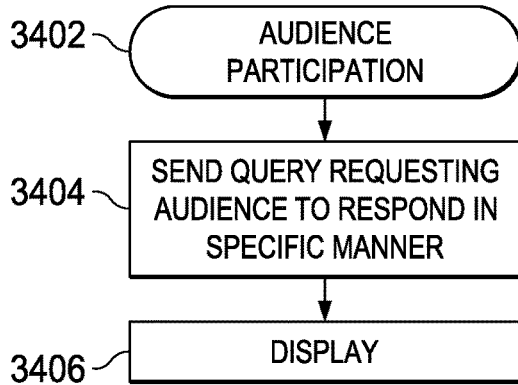 3402
AUDIENCE
PARTICIPATION
3404
SEND QUERY REQUESTING
AUDIENCE TO RESPOND IN
SPECIFIC MANNER
3406
DISPLAY